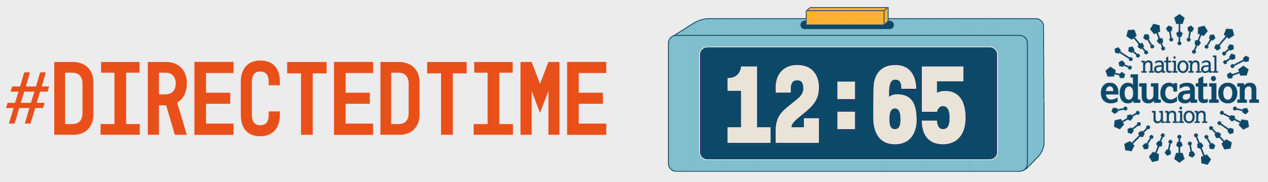 #DIRECTEDTIME
12:65
national
education
union